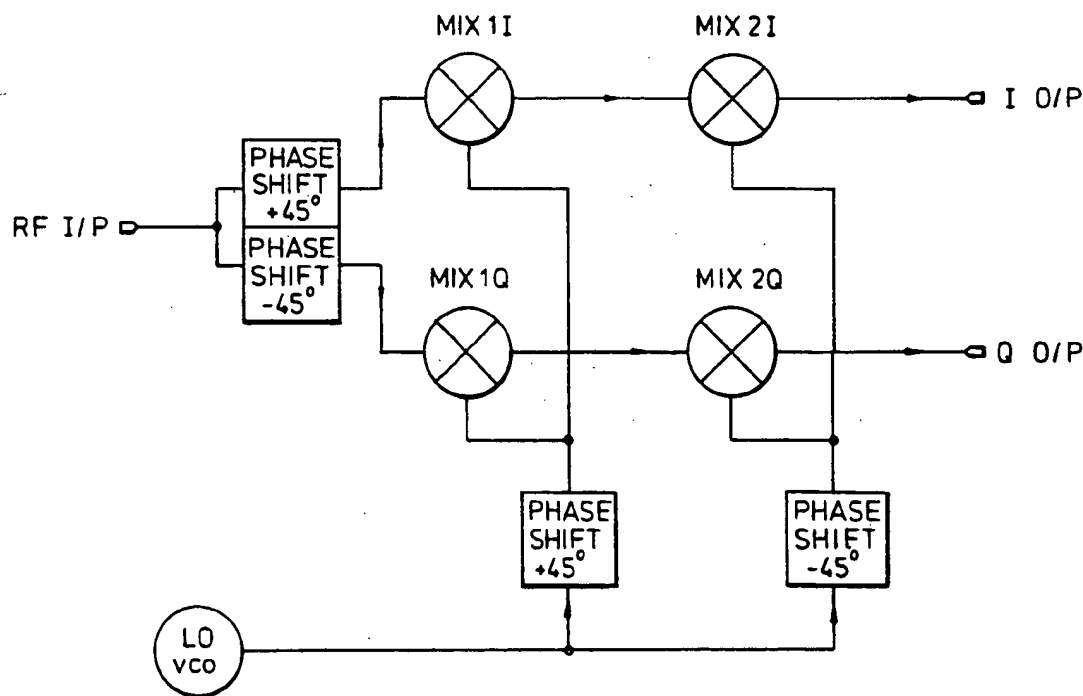 MIX 1I
MIX 2I
I O/P
PHASE
SHIFT
+45°
RF I/P
PHASE
SHIFT
-45°
MIX 1Q
MIX 2Q
Q O/P
PHASE
SHIFT
+45°
PHASE
SHIFT
-45°
LO
VCO